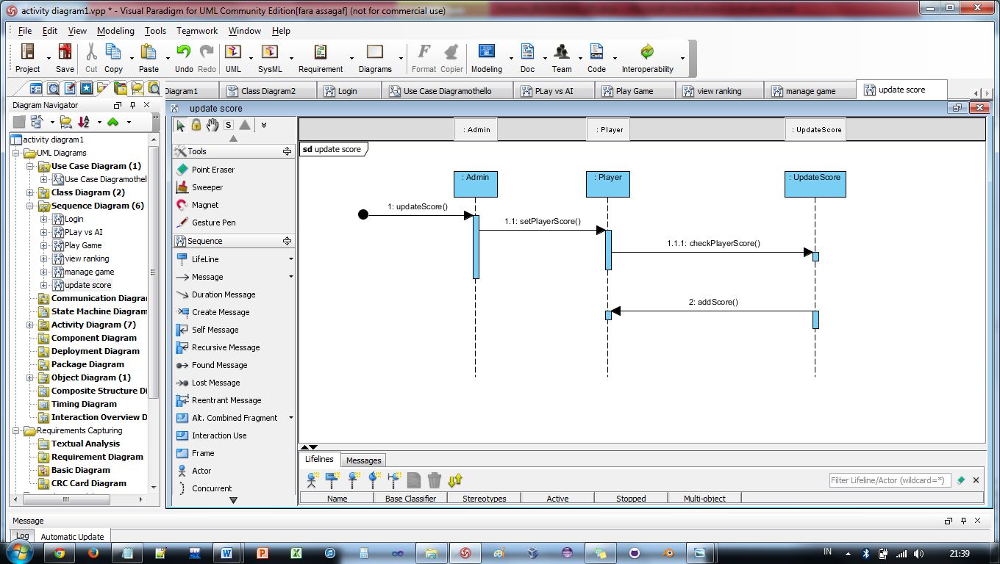 activity diagram1.vpp * - Visual Paradigm for UML Community Edition[fara assagaf] (not for commercial use)
File Edit View Modeling Tools Teamwork Window Help
Project Save Cut Copy Paste Undo Redo UML SysML Requirement Diagrams Format Copier Modeling Doc Team Code Interoperability
Diagram1 Class Diagram2 Login Use Case Diagramothello PLay vs AI Play Game view ranking manage game update score
Diagram Navigator
activity diagram1
UML Diagrams
Use Case Diagram (1)
Use Case Diagramothel
Class Diagram (2)
Sequence Diagram (6)
Login
PLay vs AI
Play Game
view ranking
manage game
update score
Communication Diagra
State Machine Diagram
Activity Diagram (7)
Component Diagram
Deployment Diagram
Package Diagram
Object Diagram (1)
Composite Structure Di
Timing Diagram
Interaction Overview D
Requirements Capturing
Textual Analysis
Requirement Diagram
Basic Diagram
CRC Card Diagram
update score
S
Tools
Point Eraser
Sweeper
Magnet
Gesture Pen
Sequence
LifeLine
Message
Duration Message
Create Message
Self Message
Recursive Message
Found Message
Lost Message
Reentrant Message
Alt. Combined Fragment
Interaction Use
Frame
Actor
Concurrent
: Admin : Player : UpdateScore
sd update score
: Admin : Player : UpdateScore
1: updateScore()
1.1: setPlayerScore()
1.1.1: checkPlayerScore()
2: addScore()
Lifelines Messages
Filter Lifeline/Actor (wildcard=*)
Name Base Classifier Stereotypes Active Stopped Multi-object
Message
Log Automatic Update
IN 21:39